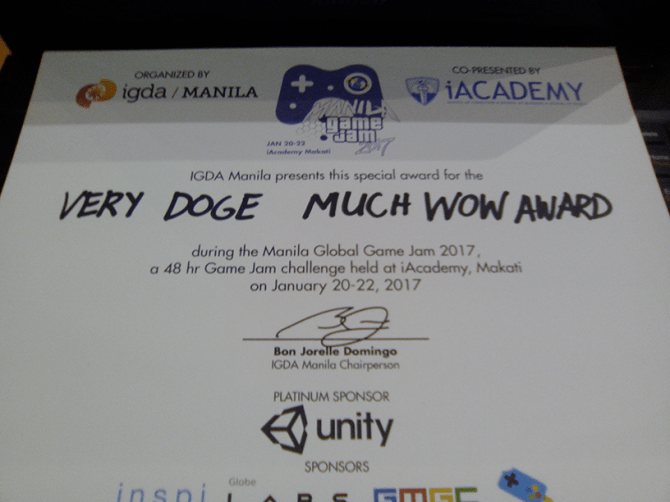 ORGANIZED BY
igda / MANILA
MANILA
game
jam
2017
JAN 20-22
iAcademy Makati
CO-PRESENTED BY
iACADEMY
IGDA Manila presents this special award for the
VERY DOGE MUCH WOW AWARD
during the Manila Global Game Jam 2017,
a 48 hr Game Jam challenge held at iAcademy, Makati
on January 20-22, 2017
Bon Jorelle Domingo
IGDA Manila Chairperson
PLATINUM SPONSOR
unity
SPONSORS
inspi
Globe
LABS
GMGC